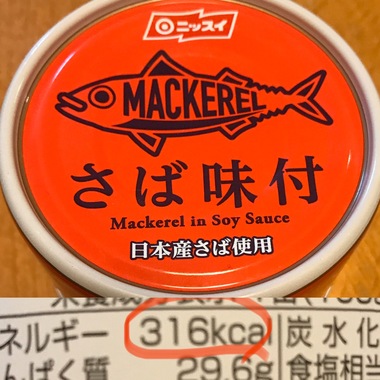 ニッスイ
MACKEREL
さば味付
Mackerel in Soy Sauce
日本産さば使用
ネルギー 316kcal 炭水化
んぱく質 29.6g 食塩相当